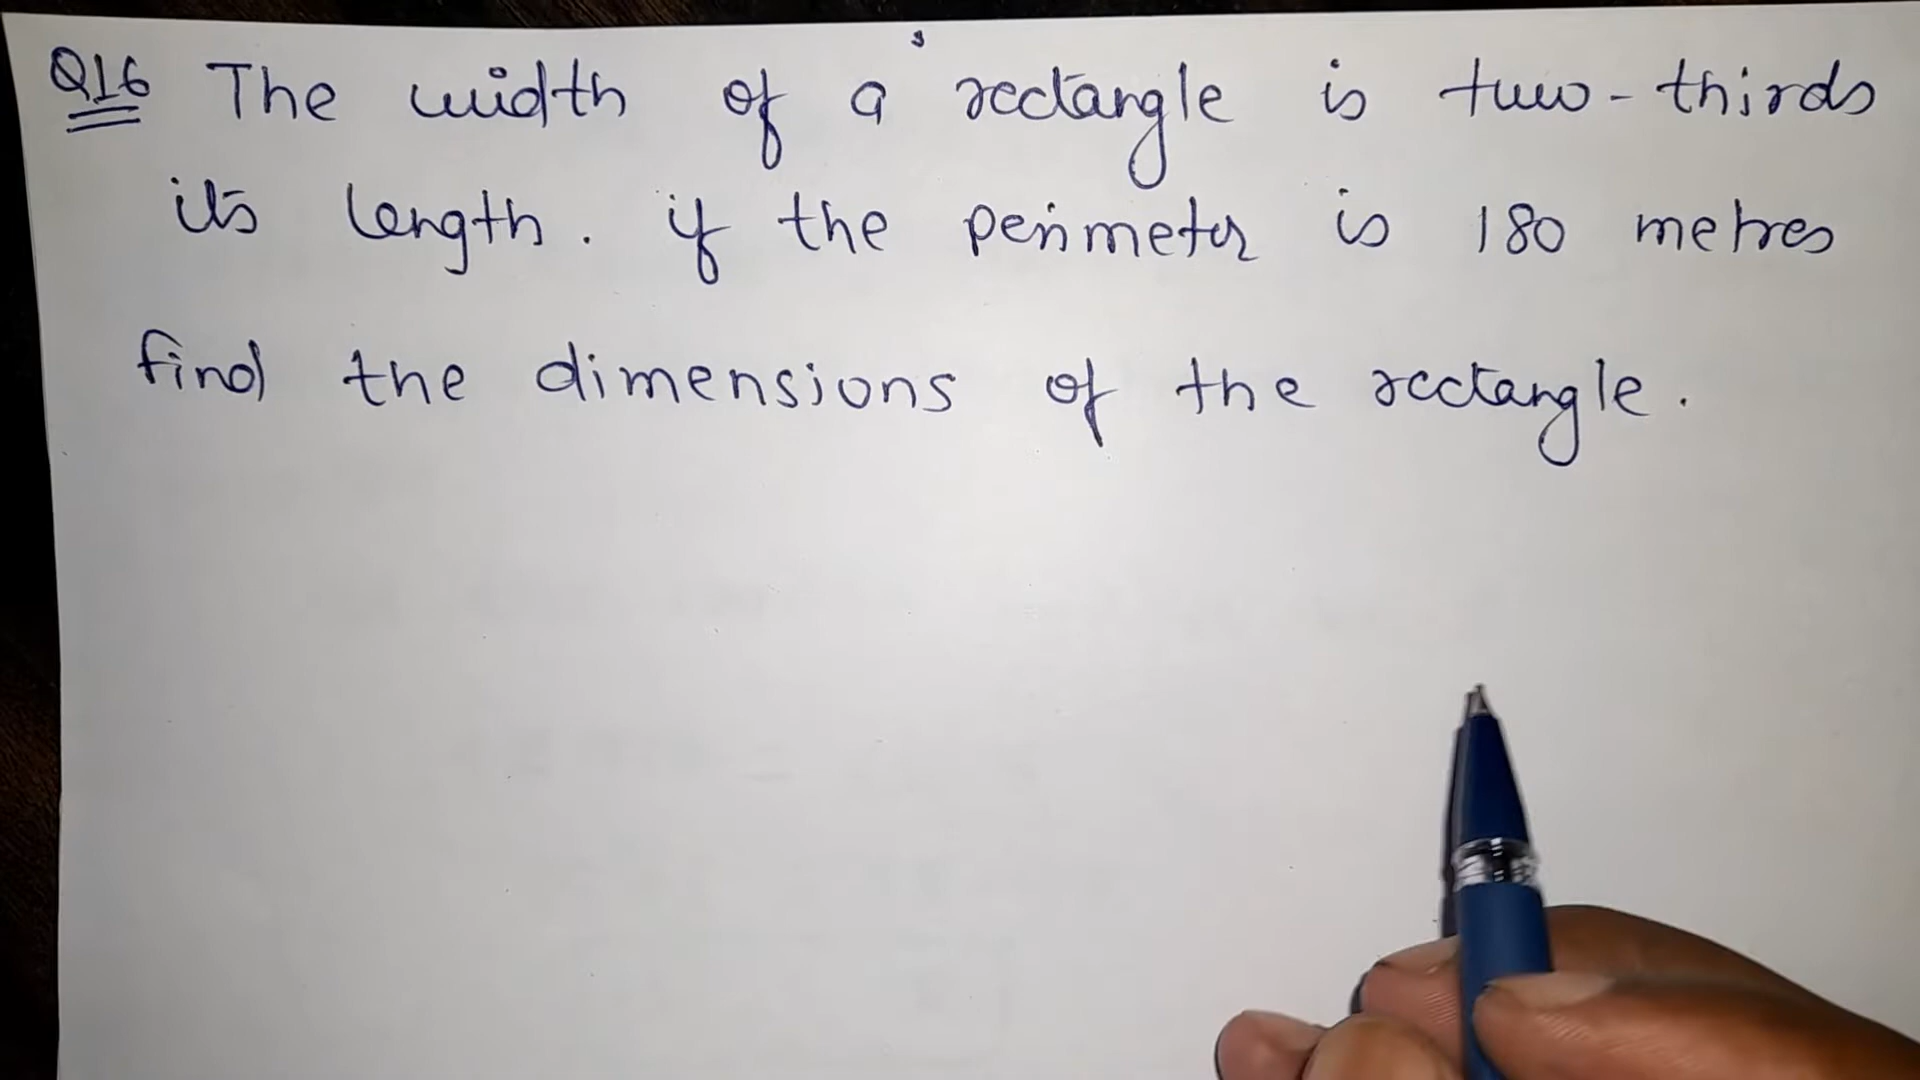 Q16 The width of a rectangle is two-thirds
its length. if the perimeter is 180 metres
find the dimensions of the rectangle.